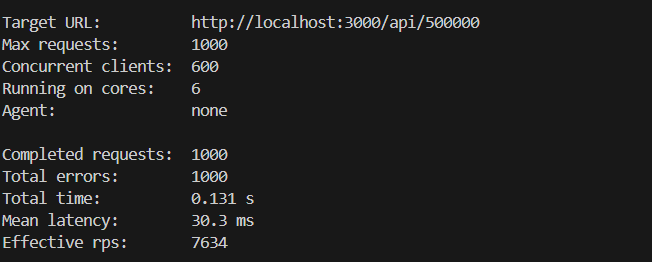 Target URL: http://localhost:3000/api/500000
Max requests: 1000
Concurrent clients: 600
Running on cores: 6
Agent: none
Completed requests: 1000
Total errors: 1000
Total time: 0.131 s
Mean latency: 30.3 ms
Effective rps: 7634